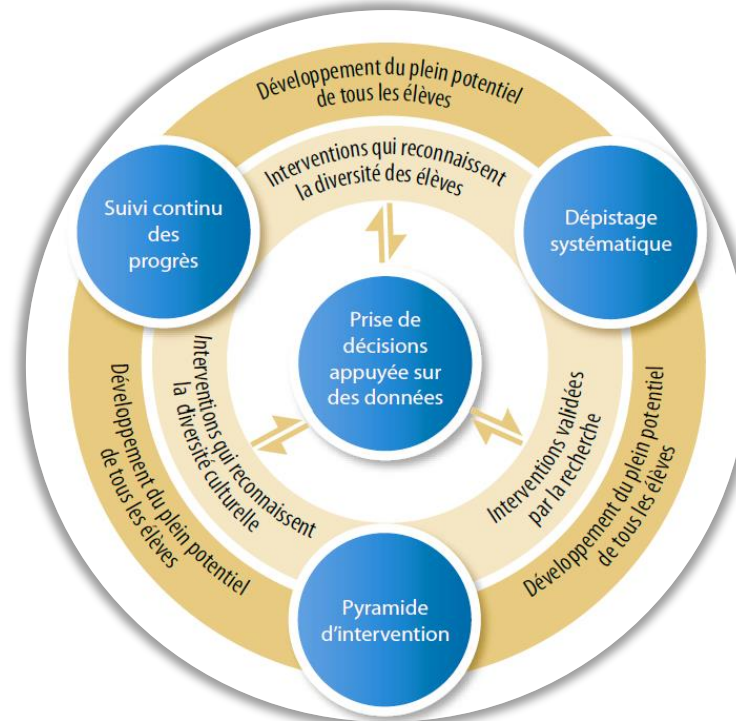 Développement du plein potentiel
de tous les élèves
Interventions qui reconnaissent
la diversité des élèves
Suivi continu
des
progrès
Dépistage
systématique
Prise de
décisions
appuyée sur
des données
Interventions qui reconnaissent
la diversité culturelle
Interventions validées
par la recherche
Développement du plein potentiel
de tous les élèves
Développement du plein potentiel
de tous les élèves
Pyramide
d'intervention